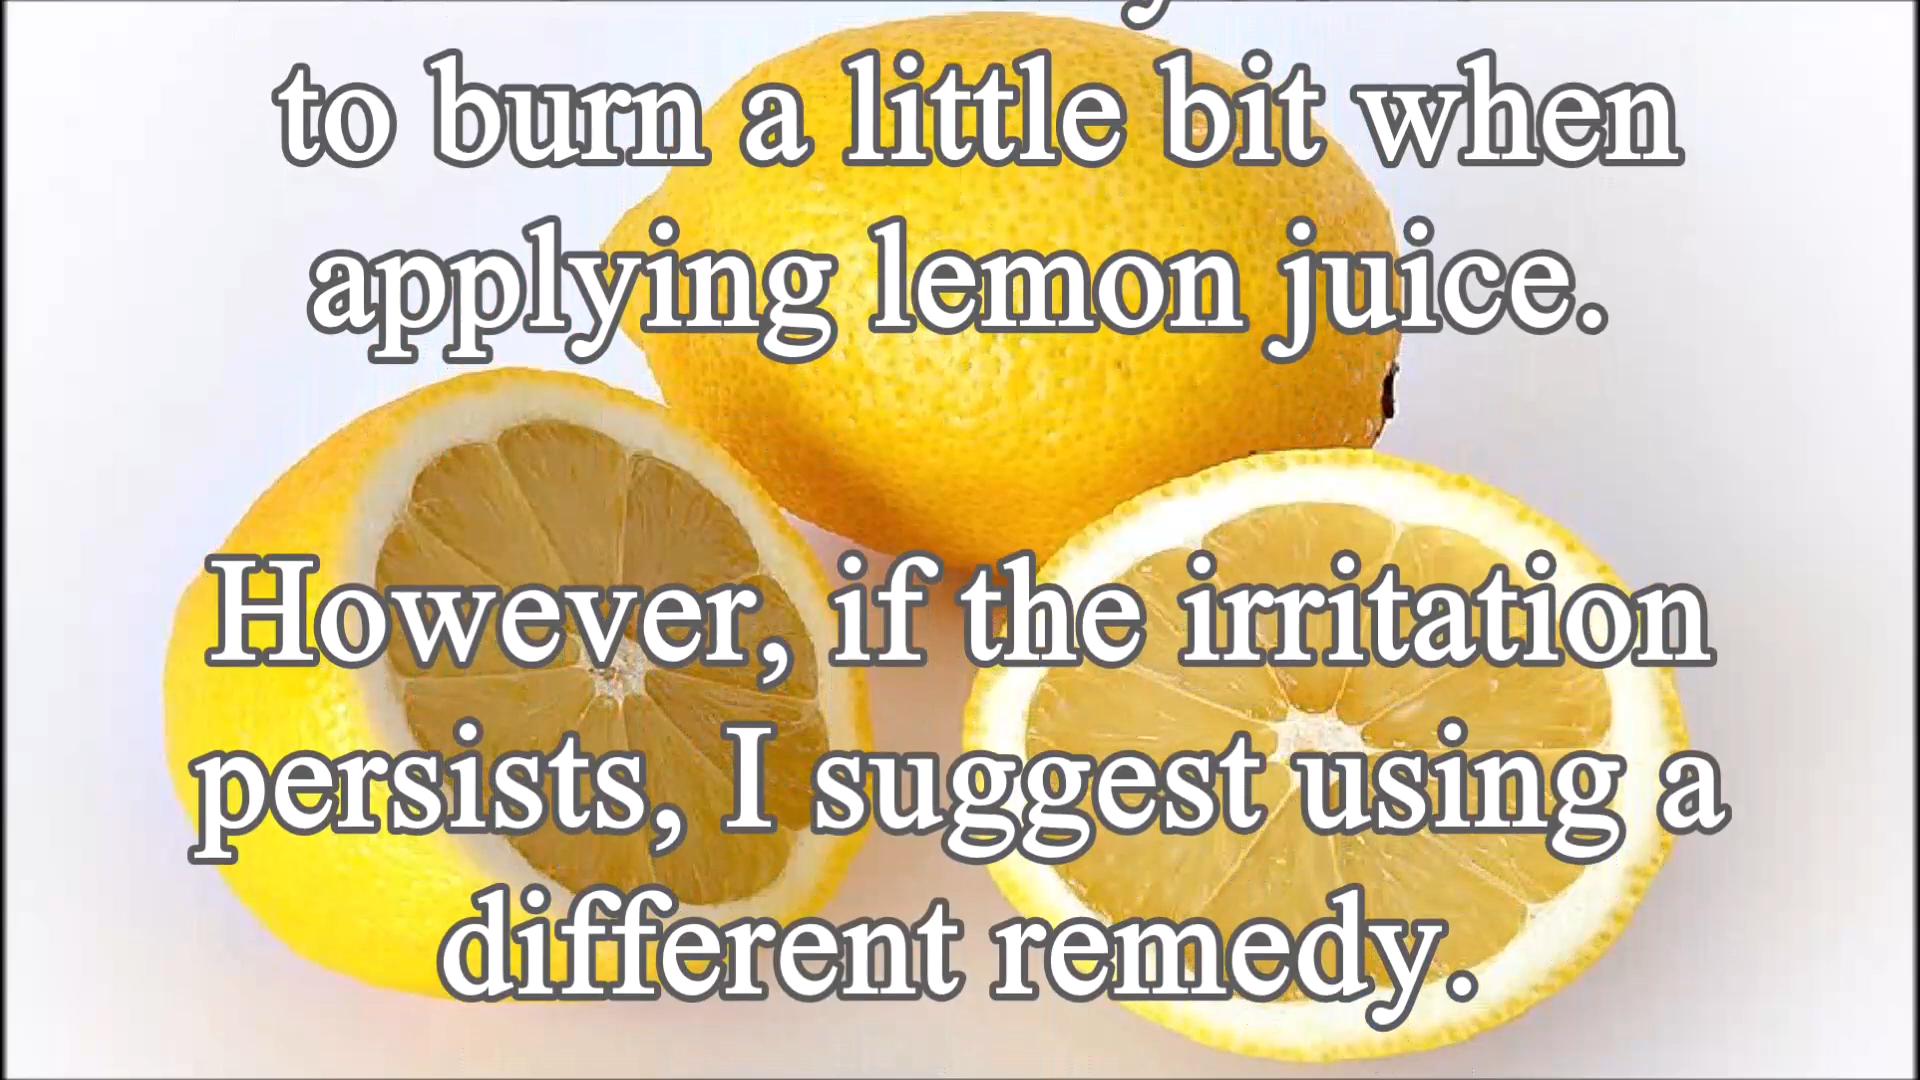 to burn a little bit when
applying lemon juice.
However, if the irritation
persists, I suggest using a
different remedy.